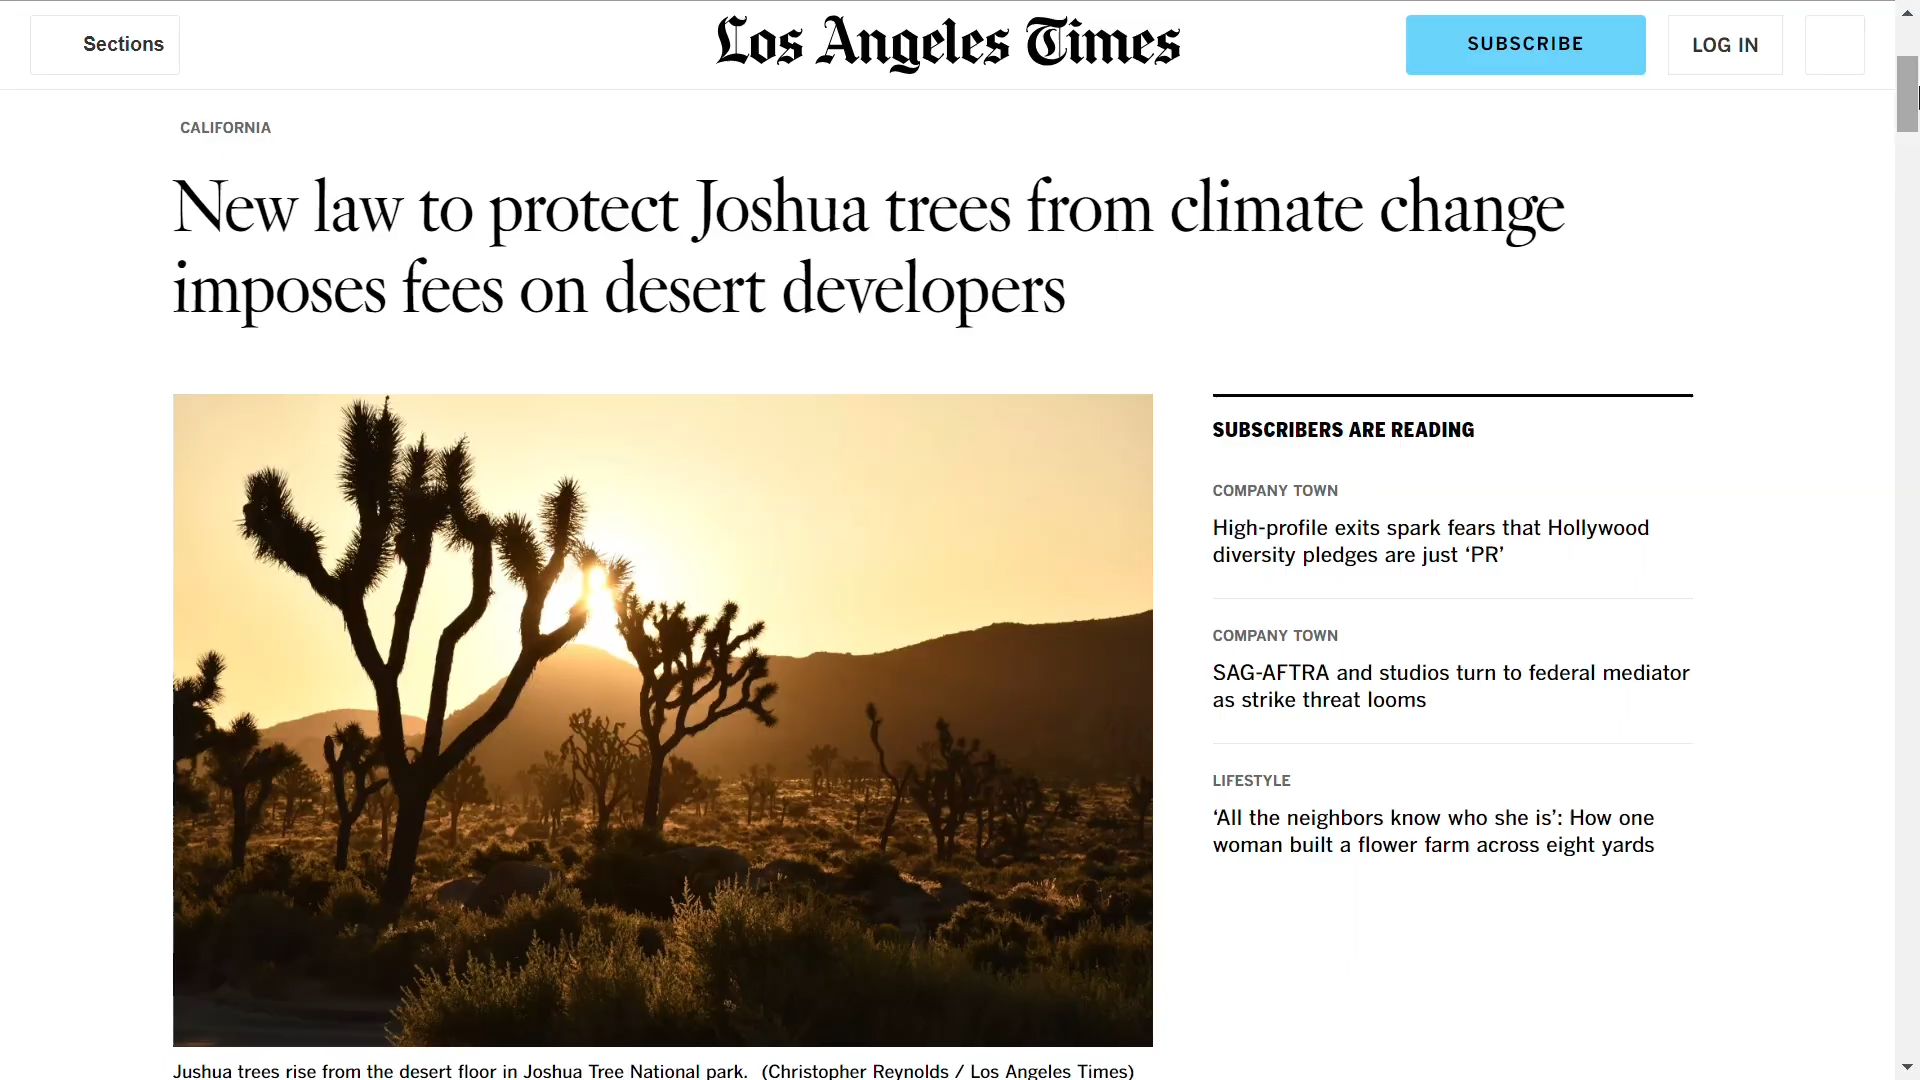 Sections
Los Angeles Times
SUBSCRIBE
LOG IN
CALIFORNIA
New law to protect Joshua trees from climate change
imposes fees on desert developers
SUBSCRIBERS ARE READING
COMPANY TOWN
High-profile exits spark fears that Hollywood
diversity pledges are just ‘PR’
COMPANY TOWN
SAG-AFTRA and studios turn to federal mediator
as strike threat looms
LIFESTYLE
‘All the neighbors know who she is’: How one
woman built a flower farm across eight yards
Jushua trees rise from the desert floor in Joshua Tree National park. (Christopher Reynolds / Los Angeles Times)